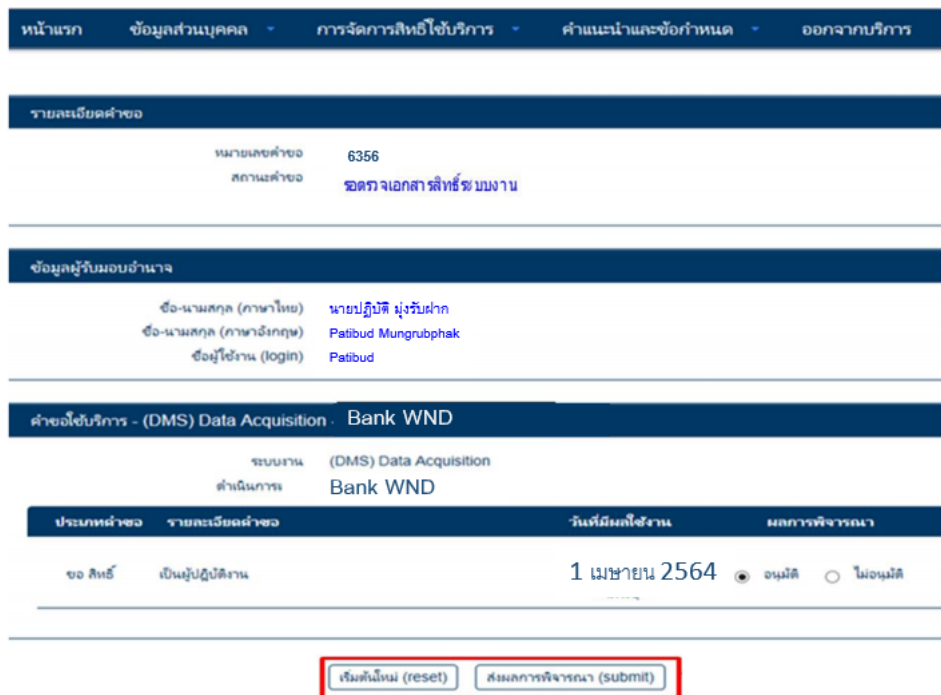 หน้าแรก ข้อมูลส่วนบุคคล การจัดการสิทธิ์ใช้บริการ คำแนะนำและข้อกำหนด ออกจากบริการ
รายละเอียดคำขอ
หมายเลขคำขอ 6356
สถานะคำขอ รอตรวจเอกสารสิทธิ์ระบบงาน
ข้อมูลผู้รับมอบอำนาจ
ชื่อ-นามสกุล (ภาษาไทย) นายปฏิบัติ มุ่งรับฝาก
ชื่อ-นามสกุล (ภาษาอังกฤษ) Patibud Mungrubphak
ชื่อผู้ใช้งาน (login) Patibud
คำขอใช้บริการ - (DMS) Data Acquisition - Bank WND
ระบบงาน (DMS) Data Acquisition
ดำเนินการ Bank WND
ประเภทคำขอ รายละเอียดคำขอ วันที่มีผลใช้งาน ผลการพิจารณา
ขอ สิทธิ์ เป็นผู้ปฏิบัติงาน 1 เมษายน 2564 อนุมัติ ไม่อนุมัติ
เริ่มต้นใหม่ (reset) ส่งผลการพิจารณา (submit)